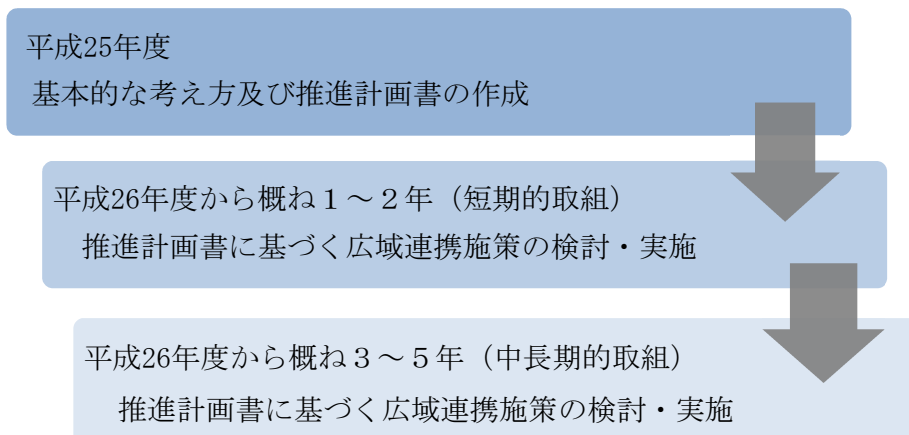 平成25年度
基本的な考え方及び推進計画書の作成
平成26年度から概ね１～２年（短期的取組）
推進計画書に基づく広域連携施策の検討・実施
平成26年度から概ね３～５年（中長期的取組）
推進計画書に基づく広域連携施策の検討・実施